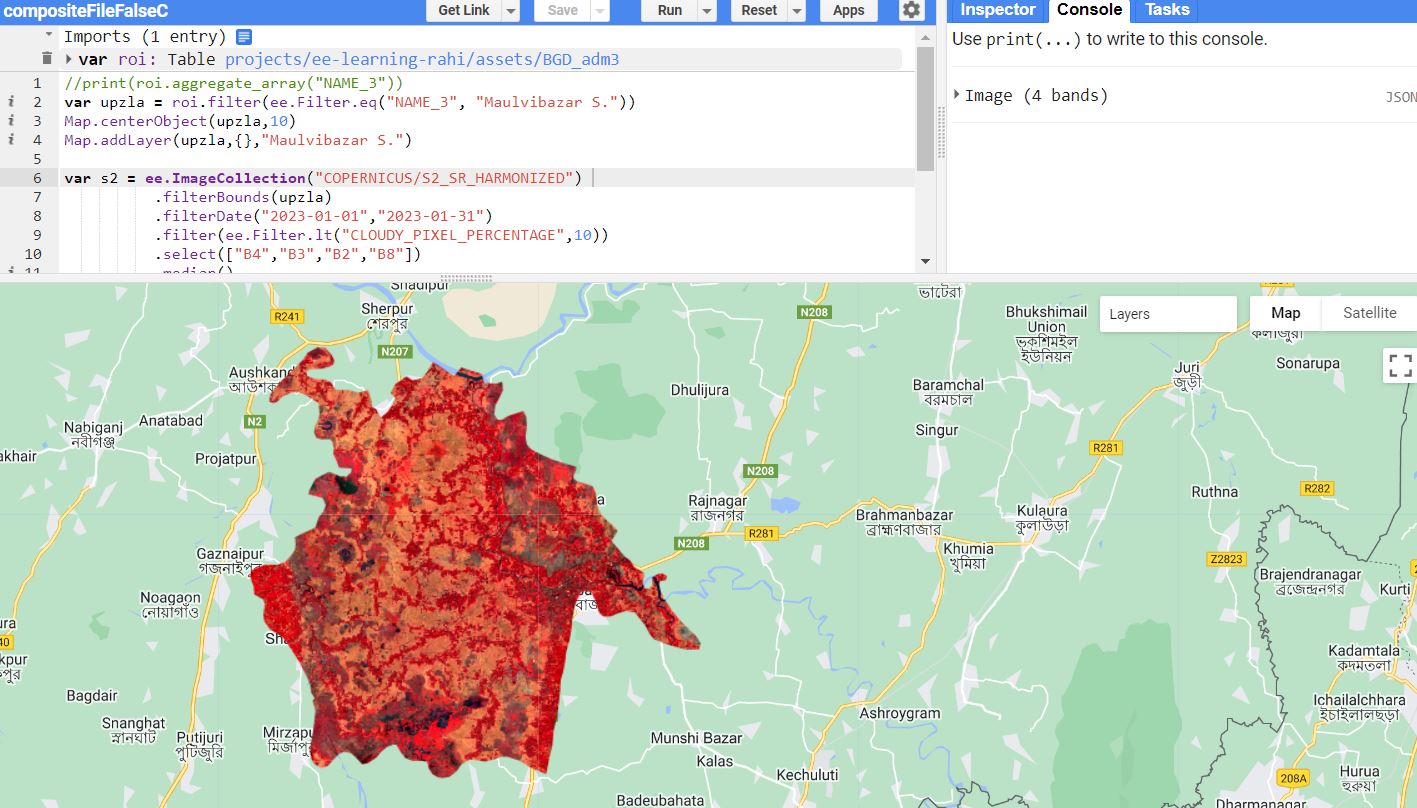 compositeFileFalseC
Get Link
Save
Run
Reset
Apps
Inspector
Console
Tasks
Imports (1 entry)
var roi: Table projects/ee-learning-rahi/assets/BGD_adm3
1 //print(roi.aggregate_array("NAME_3"))
2 var upzla = roi.filter(ee.Filter.eq("NAME_3", "Maulvibazar S."))
3 Map.centerObject(upzla,10)
4 Map.addLayer(upzla,{},"Maulvibazar S.")
5
6 var s2 = ee.ImageCollection("COPERNICUS/S2_SR_HARMONIZED")
7 .filterBounds(upzla)
8 .filterDate("2023-01-01","2023-01-31")
9 .filter(ee.Filter.lt("CLOUDY_PIXEL_PERCENTAGE",10))
10 .select(["B4","B3","B2","B8"])
11 .median()
Use print(...) to write to this console.
Image (4 bands)
JSON
Shadipur
ভাটেরা
Layers
Map
Satellite
Sherpur
শেরপুর
R241
N207
N208
Bhukshimail
Union
ভূকশিমইল
ইউনিয়ন
Sonarupa
Juri
জুড়ী
Aushkand
Dhulijura
Baramchal
বরমচাল
Anatabad
N2
Nabiganj
নবীগঞ্জ
Singur
R281
akhair
Projatpur
N208
Ruthna
R282
Rajnagar
রাজনগর
Brahmanbazar
ব্রাহ্মণবাজার
Kulaura
কুলাউড়া
R281
N208
Khumia
খুমিয়া
Gaznaipur
গজনাইপুর
Z2823
Brajendranagar
ব্রজেন্দ্রনগর
Kurti
Noagaon
নোয়াগাঁও
Kadamtala
কদমতলা
Bagdair
Ichailalchhara
ইচাইলালছড়া
Ashroygram
Snanghat
স্নানঘাট
Putijuri
পুটিজুরি
Mirzapu
Munshi Bazar
Kalas
Kechuluti
208A
Hurua
হুরুয়া
Badeubahata
Dharmanagar